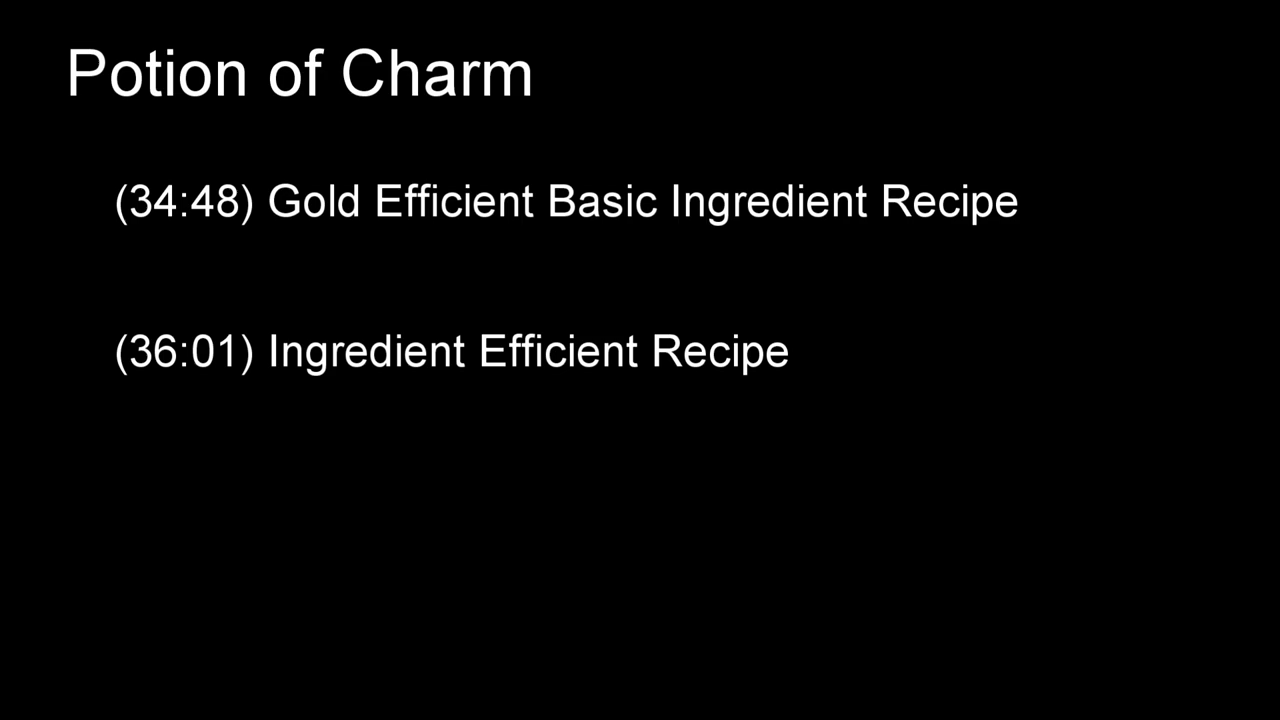 Potion of Charm
(34:48) Gold Efficient Basic Ingredient Recipe
(36:01) Ingredient Efficient Recipe